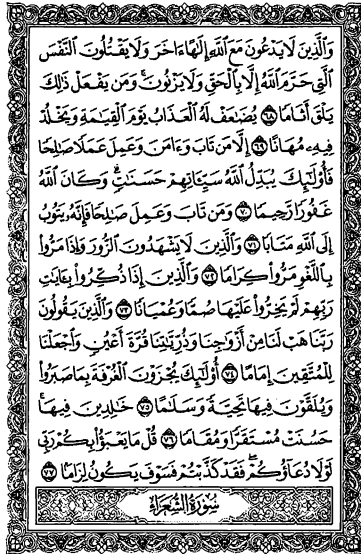 وَالَّذِينَ لَا يَدْعُونَ مَعَ اللَّهِ إِلَٰهًا ءَاخَرَ وَلَا يَقْتُلُونَ النَّفْسَ
الَّتِي حَرَّمَ اللَّهُ إِلَّا بِالْحَقِّ وَلَا يَزْنُونَ ۚ وَمَن يَفْعَلْ ذَٰلِكَ
يَلْقَ أَثَامًا ٦٨ يُضَٰعَفْ لَهُ الْعَذَابُ يَوْمَ الْقِيَٰمَةِ وَيَخْلُدْ
فِيهِۦ مُهَانًا ٦٩ إِلَّا مَن تَابَ وَءَامَنَ وَعَمِلَ عَمَلًا صَٰلِحًا
فَأُولَٰئِكَ يُبَدِّلُ اللَّهُ سَيِّـَٔاتِهِمْ حَسَنَٰتٍ ۗ وَكَانَ اللَّهُ
غَفُورًا رَّحِيمًا ٧٠ وَمَن تَابَ وَعَمِلَ صَٰلِحًا فَإِنَّهُۥ يَتُوبُ
إِلَى اللَّهِ مَتَابًا ٧١ وَالَّذِينَ لَا يَشْهَدُونَ الزُّورَ وَإِذَا مَرُّوا
بِاللَّغْوِ مَرُّوا كِرَامًا ٧٢ وَالَّذِينَ إِذَا ذُكِّرُوا بِـَٔايَٰتِ
رَبِّهِمْ لَمْ يَخِرُّوا عَلَيْهَا صُمًّا وَعُمْيَانًا ٧٣ وَالَّذِينَ يَقُولُونَ
رَبَّنَا هَبْ لَنَا مِنْ أَزْوَٰجِنَا وَذُرِّيَّٰتِنَا قُرَّةَ أَعْيُنٍ وَاجْعَلْنَا
لِلْمُتَّقِينَ إِمَامًا ٧٤ أُولَٰئِكَ يُجْزَوْنَ الْغُرْفَةَ بِمَا صَبَرُوا
وَيُلَقَّوْنَ فِيهَا تَحِيَّةً وَسَلَٰمًا ٧٥ خَٰلِدِينَ فِيهَا ۚ
حَسُنَتْ مُسْتَقَرًّا وَمُقَامًا ٧٦ قُلْ مَا يَعْبَؤُا بِكُمْ رَبِّي
لَوْلَا دُعَاؤُكُمْ ۖ فَقَدْ كَذَّبْتُمْ فَسَوْفَ يَكُونُ لِزَامًا ٧٧
سُورَةُ الشُّعَرَاءِ